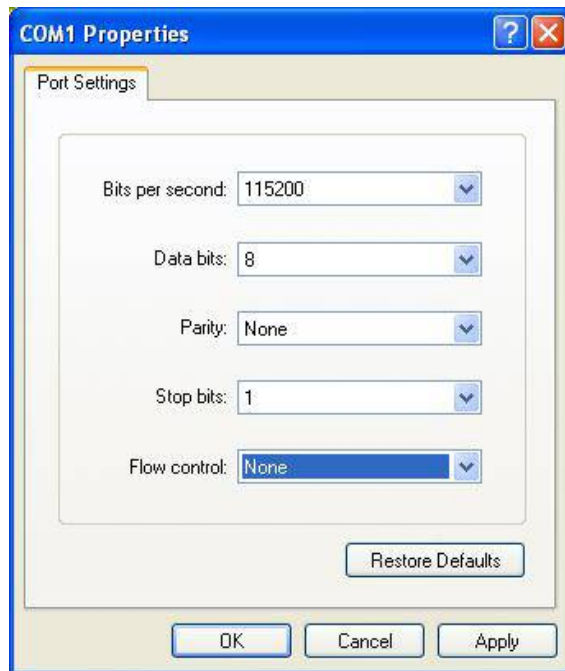 COM1 Properties
Port Settings
Bits per second: 115200
Data bits: 8
Parity: None
Stop bits: 1
Flow control: None
Restore Defaults
OK Cancel Apply